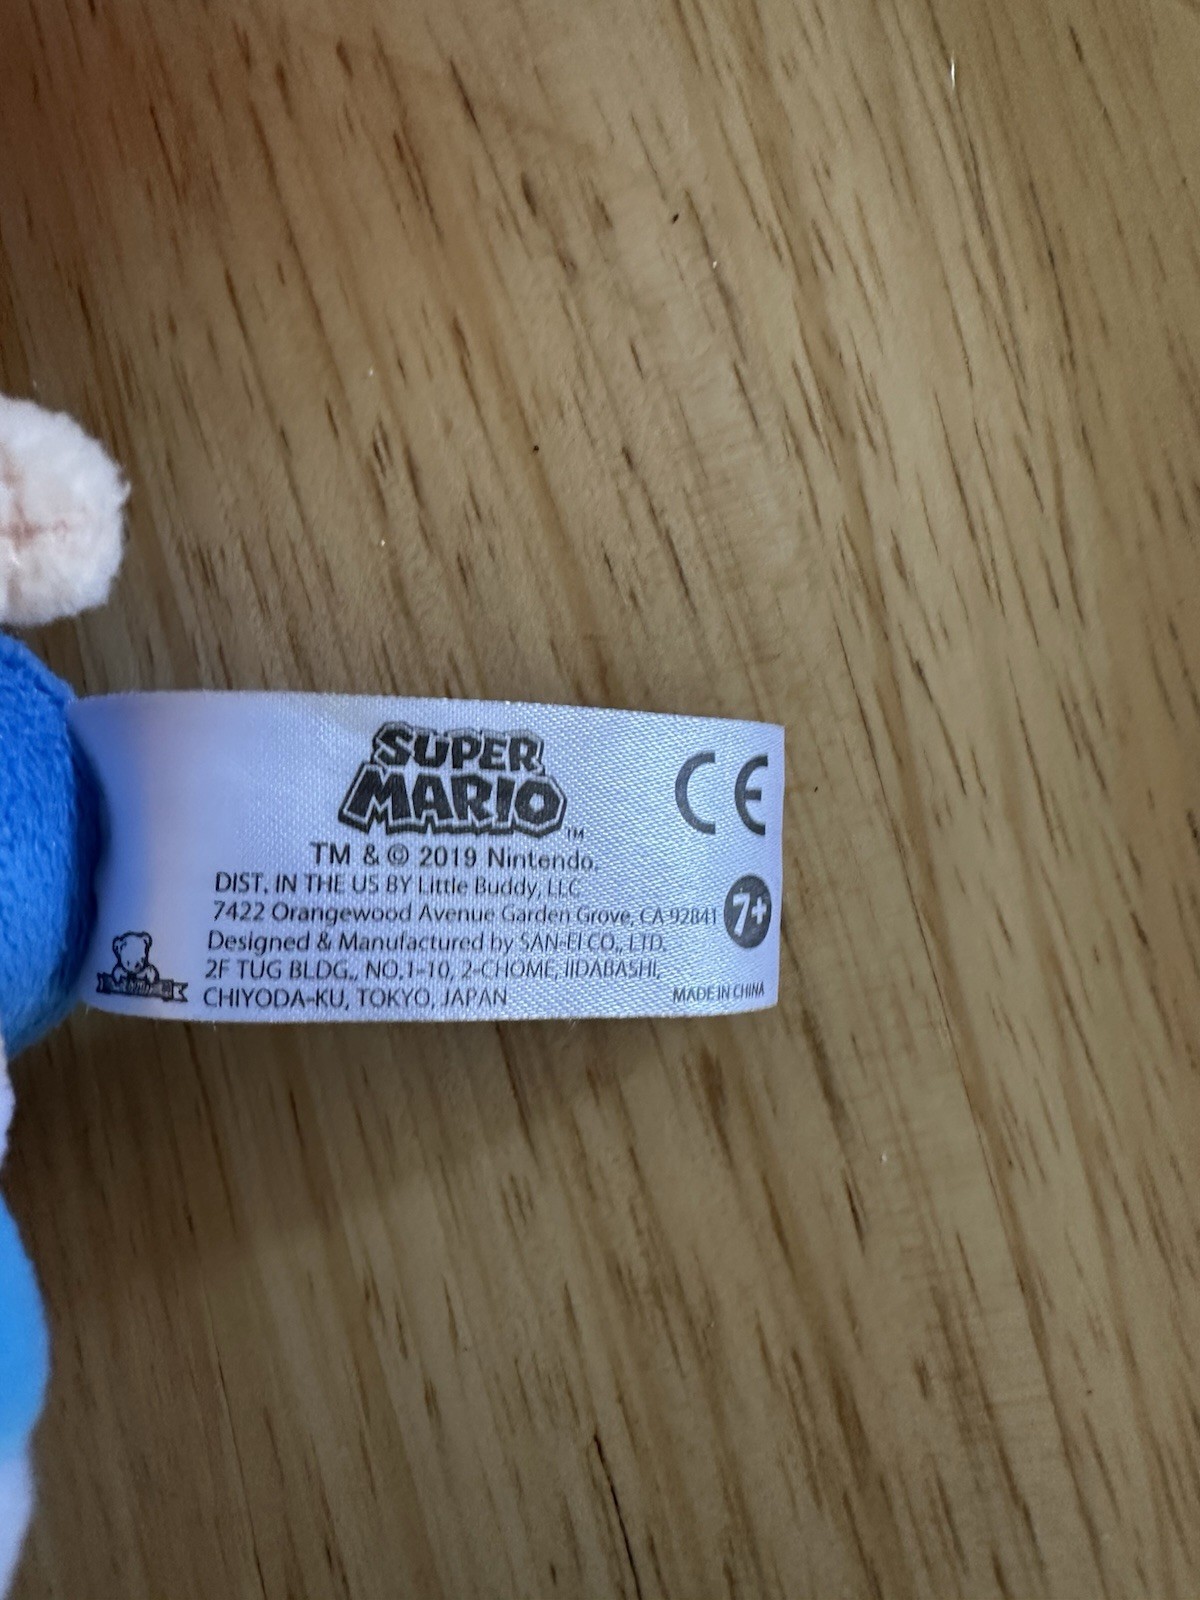 SUPER
MARIO™
CE
TM & © 2019 Nintendo.
DIST. IN THE US BY Little Buddy, LLC
7422 Orangewood Avenue Garden Grove, CA 92841
7+
Designed & Manufactured by SAN-EI CO., LTD.
2F TUG BLDG., NO.1-10, 2-CHOME, IIDABASHI,
CHIYODA-KU, TOKYO, JAPAN
MADE IN CHINA